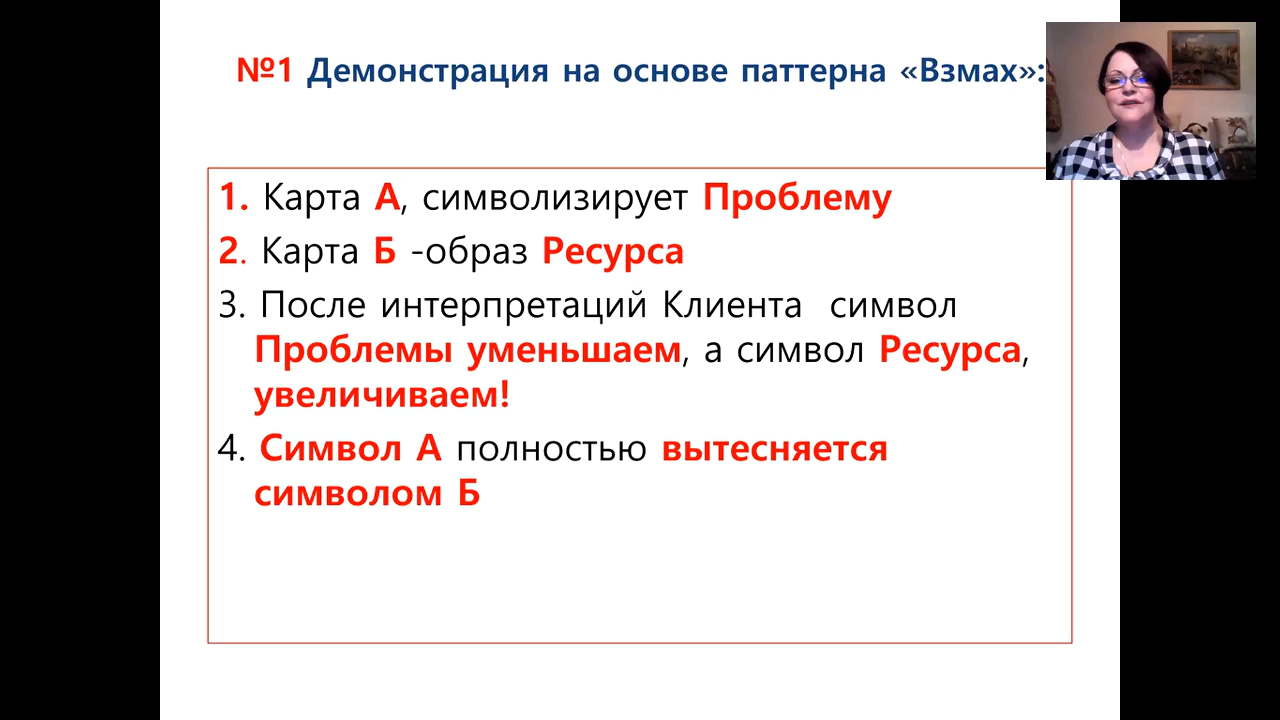 №1 Демонстрация на основе паттерна «Взмах»:
1. Карта А, символизирует Проблему
2. Карта Б -образ Ресурса
3. После интерпретаций Клиента символ
Проблемы уменьшаем, а символ Ресурса,
увеличиваем!
4. Символ А полностью вытесняется
символом Б